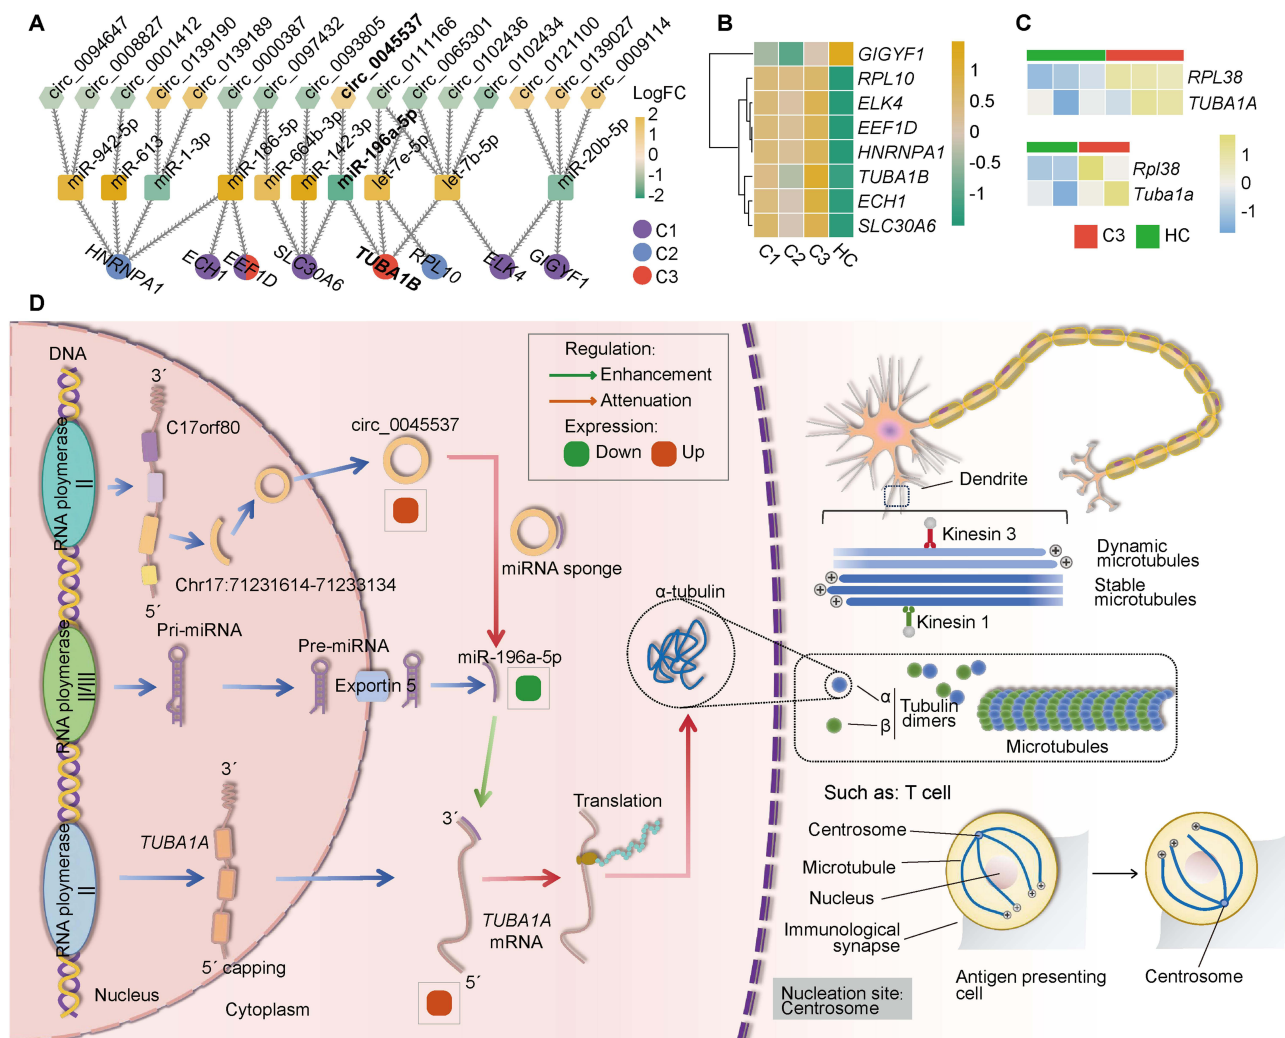 A
circ_0094647
circ_0008827
circ_0001412
circ_0139190
circ_0139189
circ_0000387
circ_0097432
circ_0093805
circ_0045537
circ_0111166
circ_0065301
circ_0102436
circ_0102434
circ_0121100
circ_0139027
circ_0009114
miR-942-5p
miR-613
miR-1-3p
miR-186-5p
miR-664b-3p
miR-142-3p
miR-196a-5p
let-7e-5p
let-7b-5p
miR-20b-5p
HNRNPA1
ECH1
EEF1D
SLC30A6
TUBA1B
RPL10
ELK4
GIGYF1
LogFC
2
1
0
-1
-2
C1
C2
C3
B
GIGYF1
RPL10
ELK4
EEF1D
HNRNPA1
TUBA1B
ECH1
SLC30A6
C1
C2
C3
HC
1
0.5
0
-0.5
-1
C
RPL38
TUBA1A
Rpl38
Tuba1a
1
0
-1
C3
HC
D
DNA
RNA ploymerase
II
RNA ploymerase
II/III
RNA ploymerase
II
3´
C17orf80
5´
Chr17:71231614-71233134
circ_0045537
Regulation:
Enhancement
Attenuation
Expression:
Down
Up
miRNA sponge
Pri-miRNA
Pre-miRNA
Exportin 5
miR-196a-5p
α-tubulin
3´
TUBA1A
5´ capping
Nucleus
Cytoplasm
3´
5´
TUBA1A
mRNA
Translation
Dendrite
Kinesin 3
Dynamic
microtubules
Stable
microtubules
Kinesin 1
α
β
Tubulin
dimers
Microtubules
Such as: T cell
Centrosome
Microtubule
Nucleus
Immunological
synapse
Antigen presenting
cell
Centrosome
Nucleation site:
Centrosome